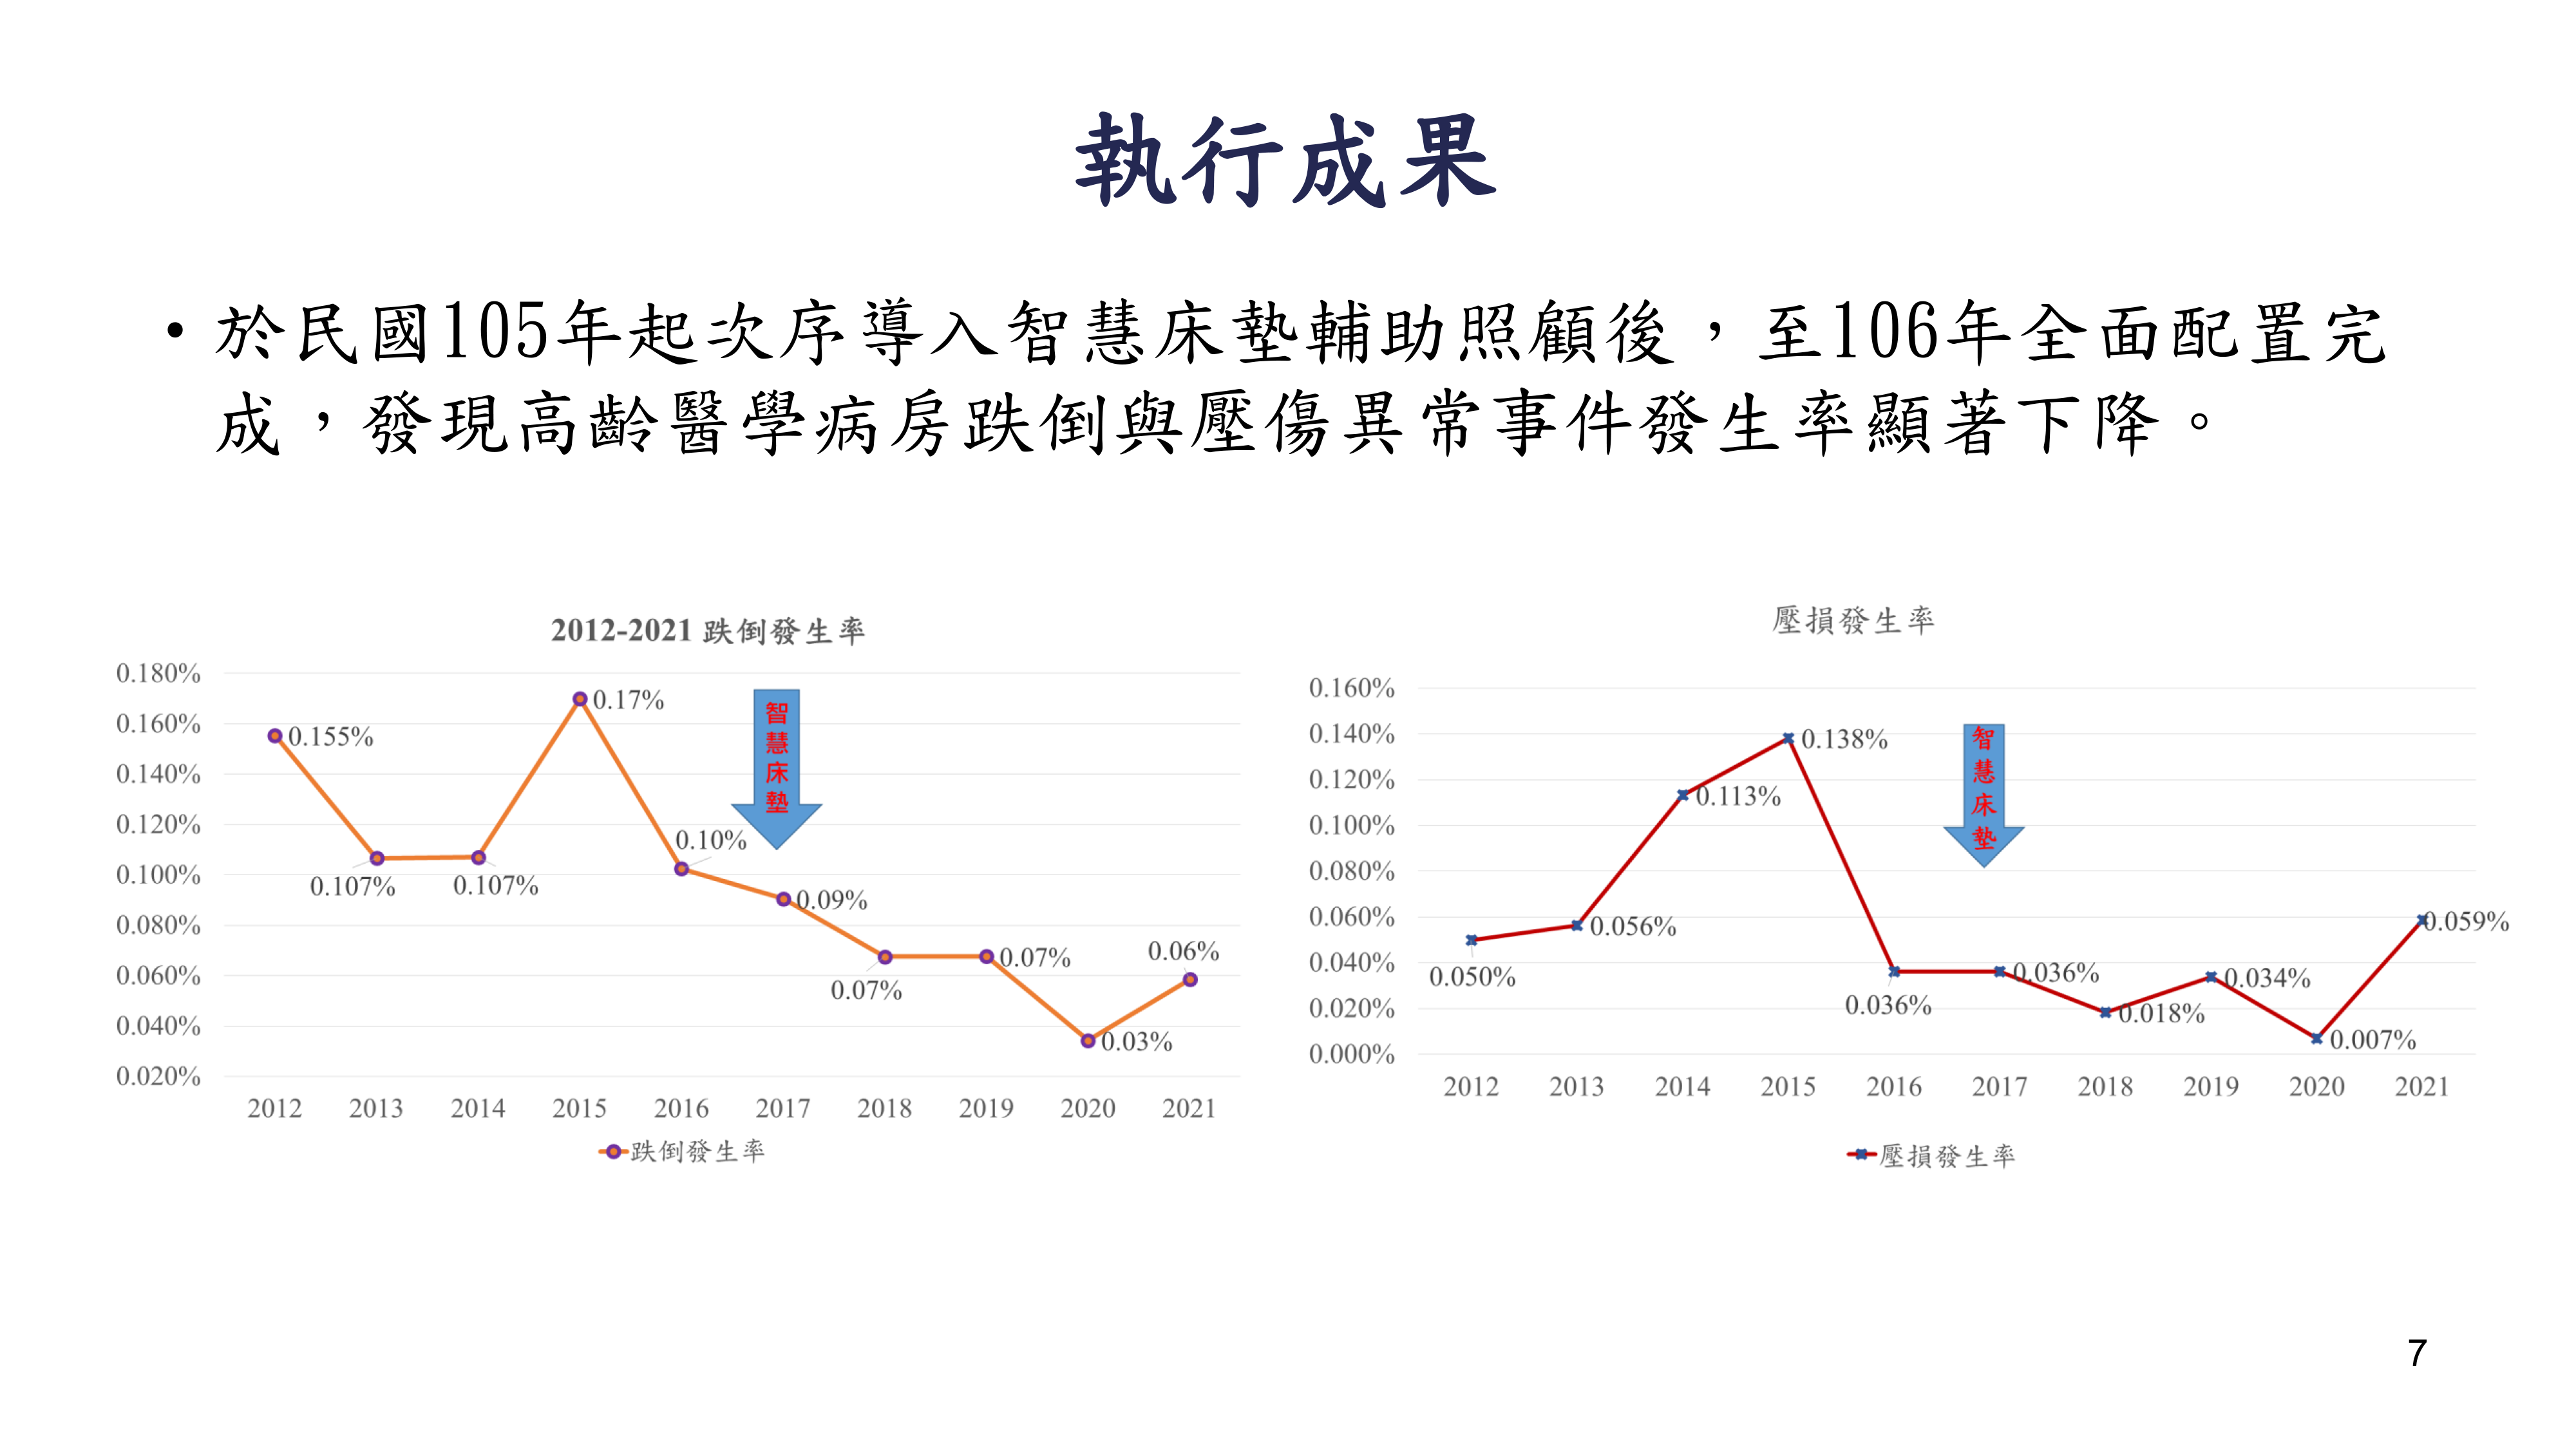 執行成果
• 於民國105年起次序導入智慧床墊輔助照顧後，至106年全面配置完
成，發現高齡醫學病房跌倒與壓傷異常事件發生率顯著下降。
2012-2021 跌倒發生率
0.180%
0.160%
0.140%
0.120%
0.100%
0.080%
0.060%
0.040%
0.020%
0.155%
0.107%
0.107%
0.17%
0.10%
0.09%
0.07%
0.07%
0.03%
0.06%
智
慧
床
墊
2012 2013 2014 2015 2016 2017 2018 2019 2020 2021
跌倒發生率
壓損發生率
0.160%
0.140%
0.120%
0.100%
0.080%
0.060%
0.040%
0.020%
0.000%
0.050%
0.056%
0.113%
0.138%
0.036%
0.036%
0.018%
0.034%
0.007%
0.059%
智
慧
床
墊
2012 2013 2014 2015 2016 2017 2018 2019 2020 2021
壓損發生率
7